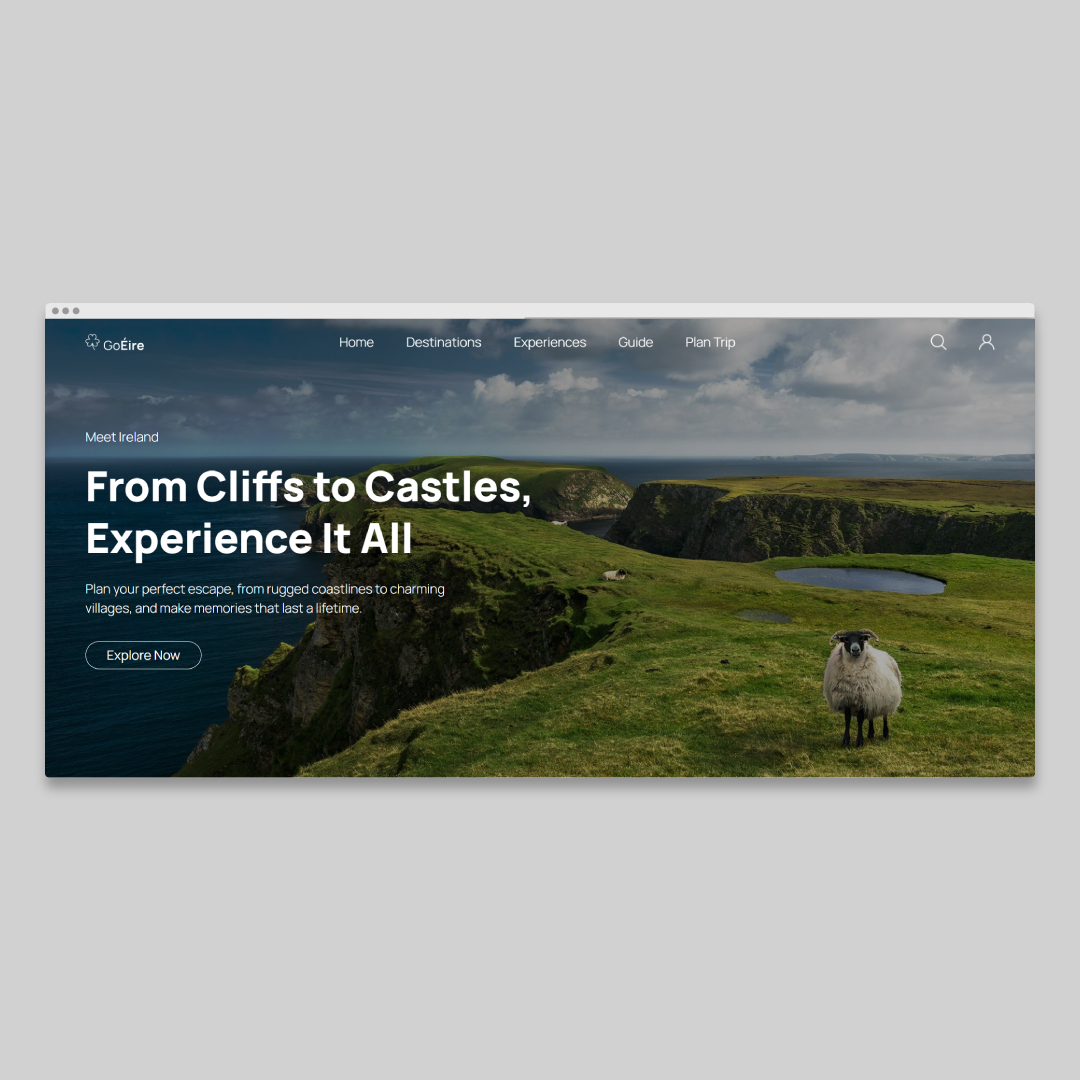 GoÉire
Home
Destinations
Experiences
Guide
Plan Trip
Meet Ireland
From Cliffs to Castles,
Experience It All
Plan your perfect escape, from rugged coastlines to charming
villages, and make memories that last a lifetime.
Explore Now